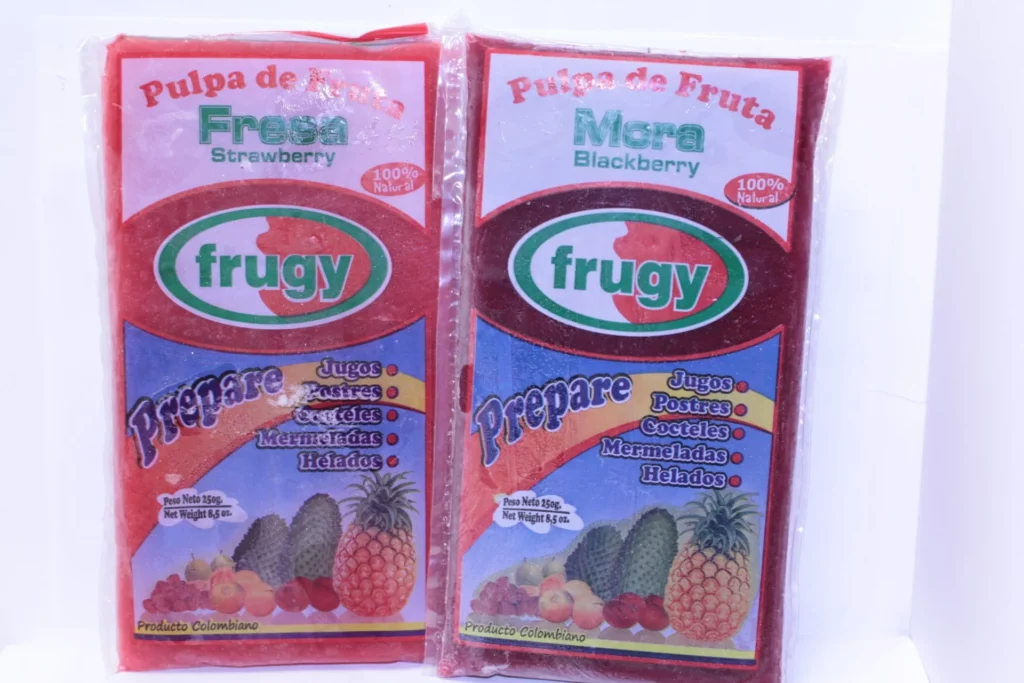 Pulpa de Fruta
Fresa
Strawberry
100%
Natural
frugy
Prepare
Jugos
Postres
Cocteles
Mermeladas
Helados
Peso Neto 250g.
Net Weight 8,5 oz.
Producto Colombiano
Pulpa de Fruta
Mora
Blackberry
100%
Natural
frugy
Prepare
Jugos
Postres
Cocteles
Mermeladas
Helados
Peso Neto 250g.
Net Weight 8,5 oz.
Producto Colombiano